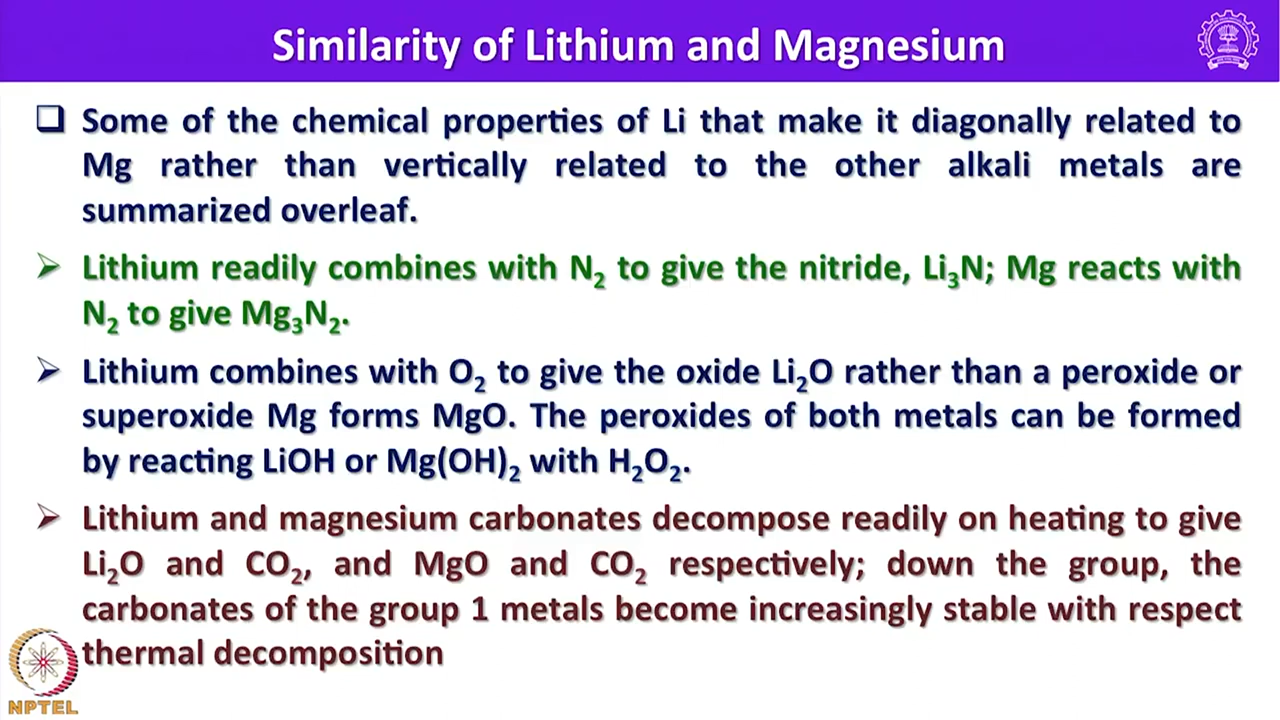 Similarity of Lithium and Magnesium
❑ Some of the chemical properties of Li that make it diagonally related to
Mg rather than vertically related to the other alkali metals are
summarized overleaf.
➢ Lithium readily combines with N₂ to give the nitride, Li₃N; Mg reacts with
N₂ to give Mg₃N₂.
➢ Lithium combines with O₂ to give the oxide Li₂O rather than a peroxide or
superoxide Mg forms MgO. The peroxides of both metals can be formed
by reacting LiOH or Mg(OH)₂ with H₂O₂.
➢ Lithium and magnesium carbonates decompose readily on heating to give
Li₂O and CO₂, and MgO and CO₂ respectively; down the group, the
carbonates of the group 1 metals become increasingly stable with respect
thermal decomposition
NPTEL